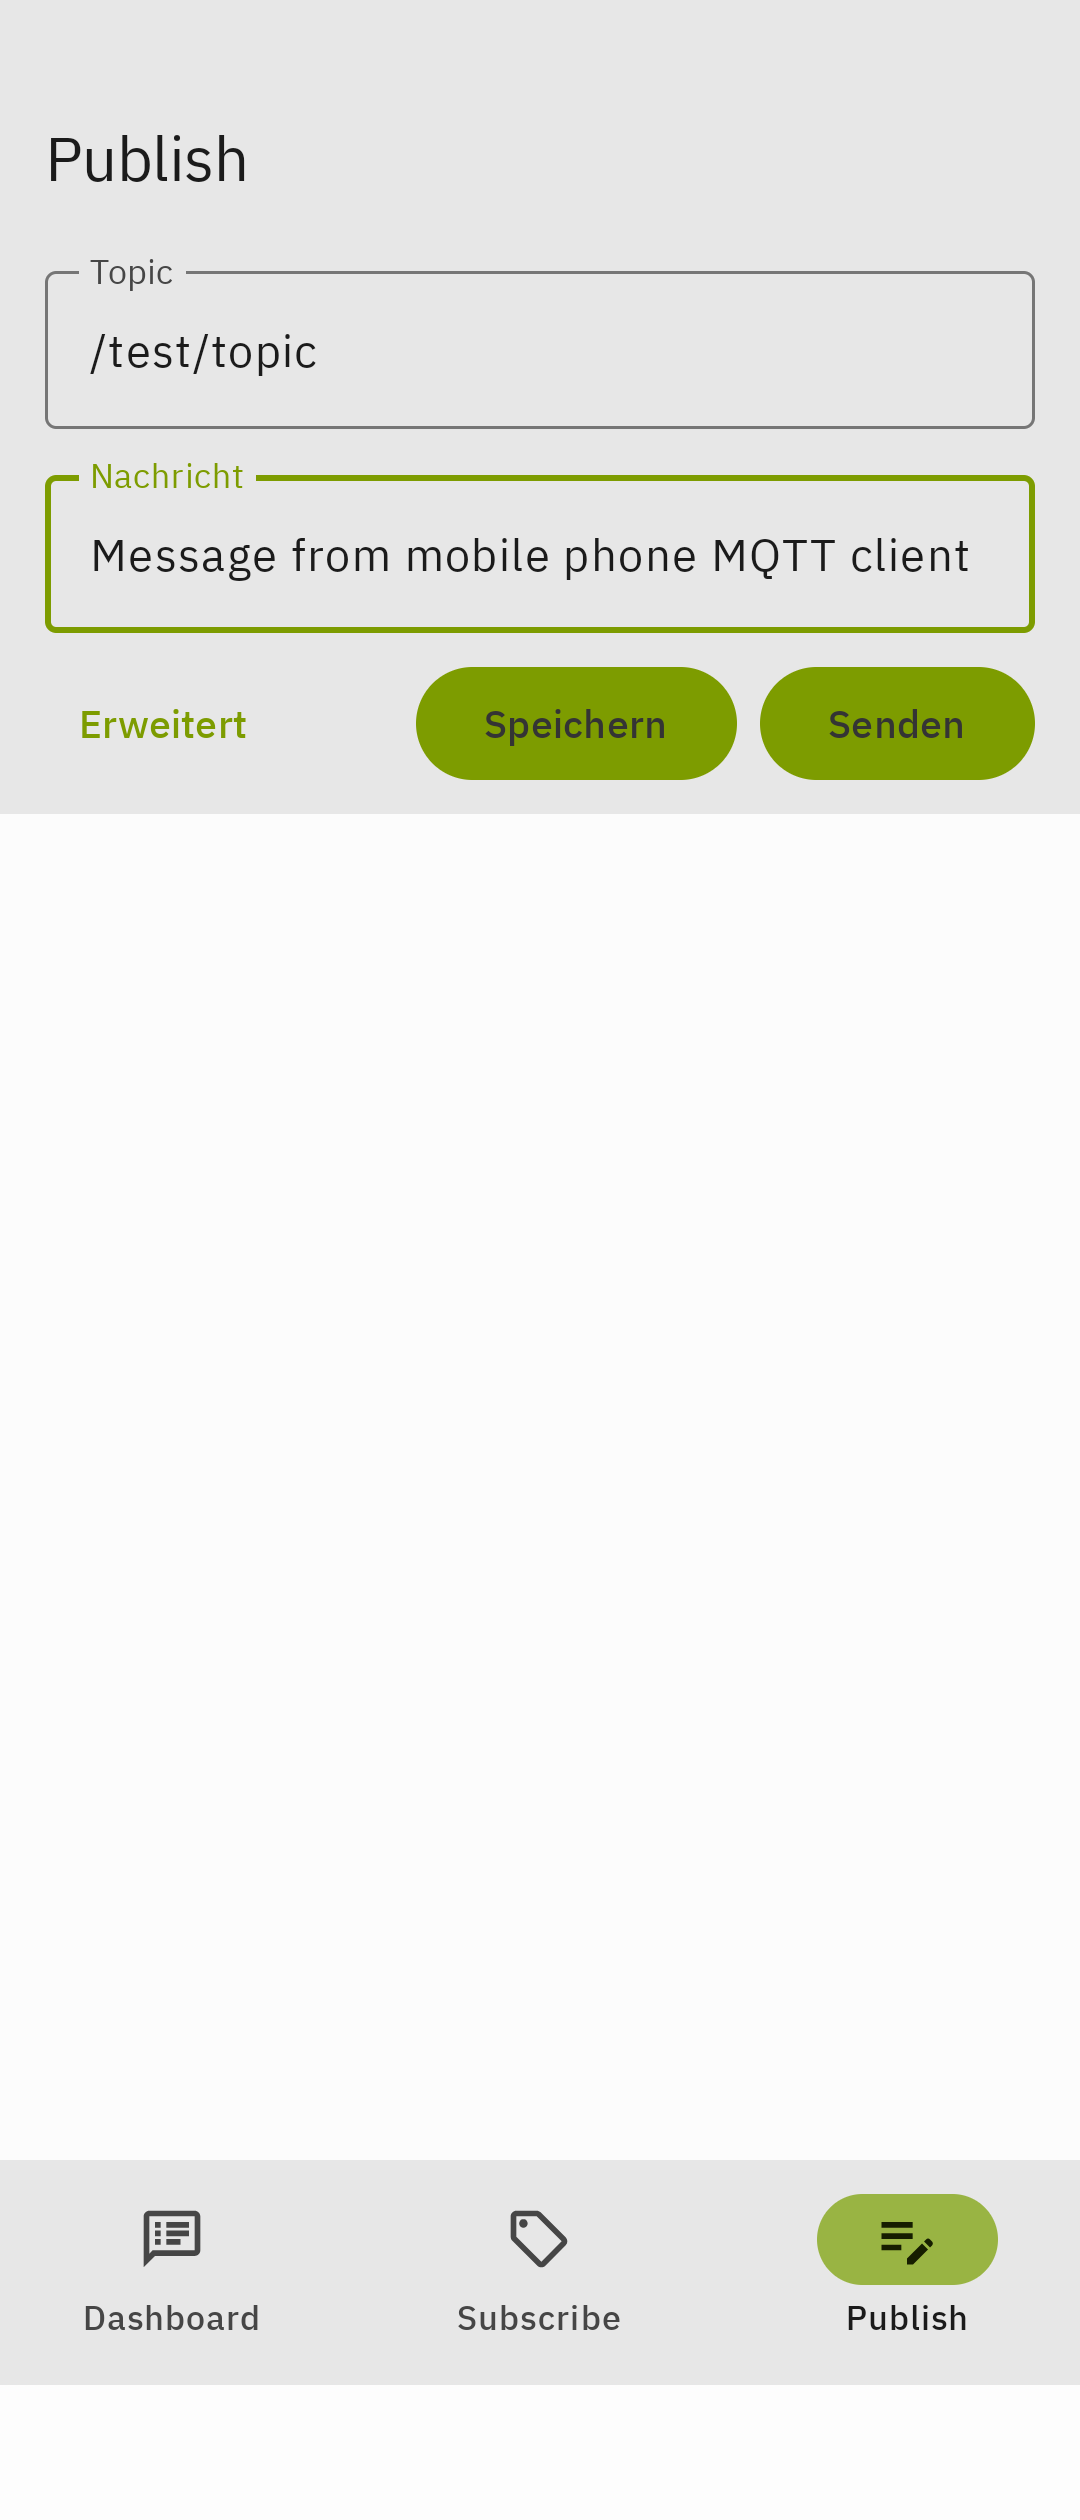 Publish
Topic
/test/topic
Nachricht
Message from mobile phone MQTT client
Erweitert Speichern Senden
Dashboard Subscribe Publish